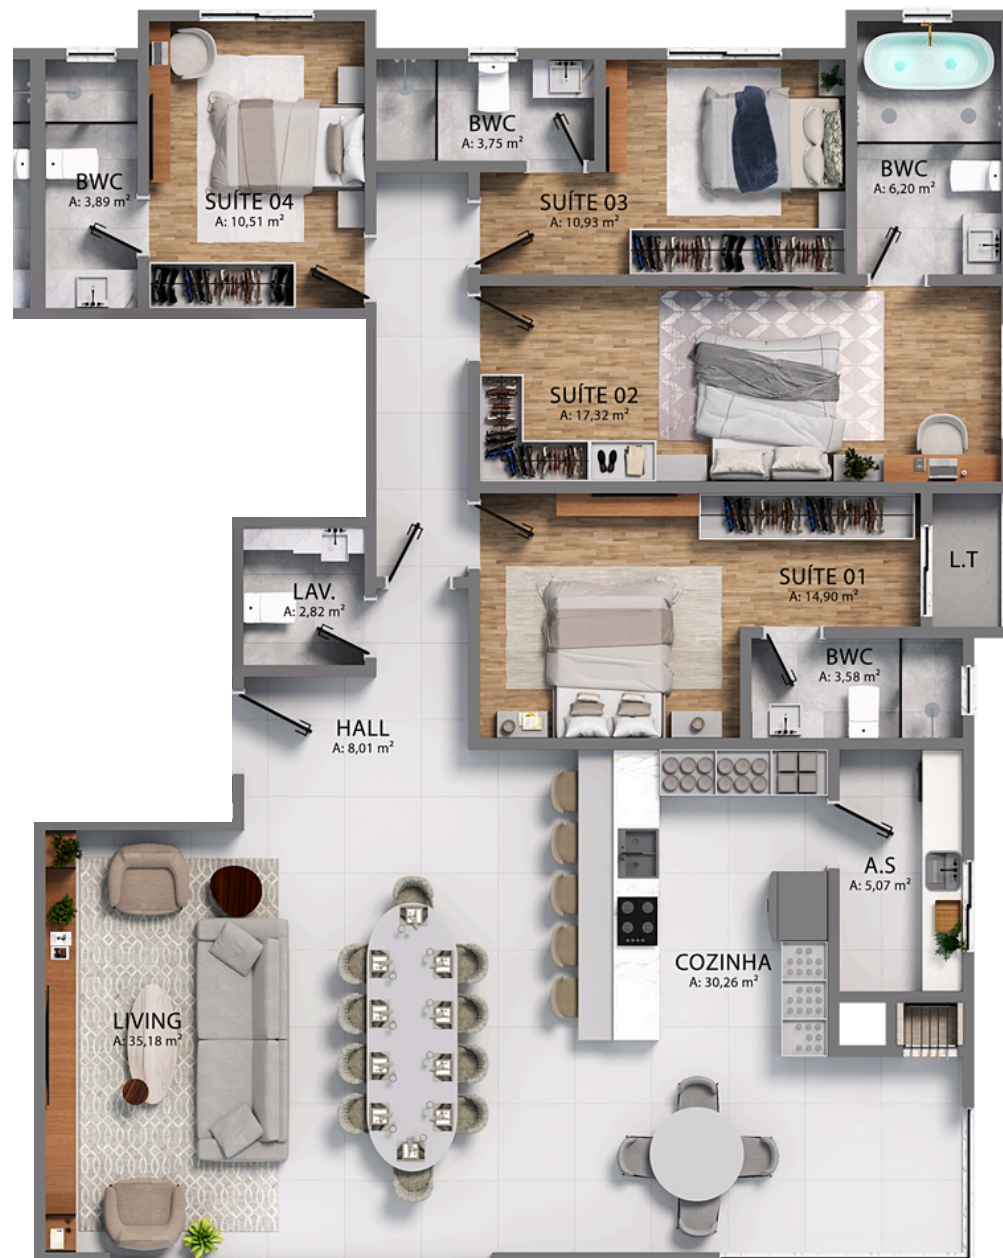 BWC
A: 3,89 m²
SUÍTE 04
A: 10,51 m²
BWC
A: 3,75 m²
SUÍTE 03
A: 10,93 m²
BWC
A: 6,20 m²
SUÍTE 02
A: 17,32 m²
LAV.
A: 2,82 m²
SUÍTE 01
A: 14,90 m²
L.T
BWC
A: 3,58 m²
HALL
A: 8,01 m²
A.S
A: 5,07 m²
COZINHA
A: 30,26 m²
LIVING
A: 35,18 m²